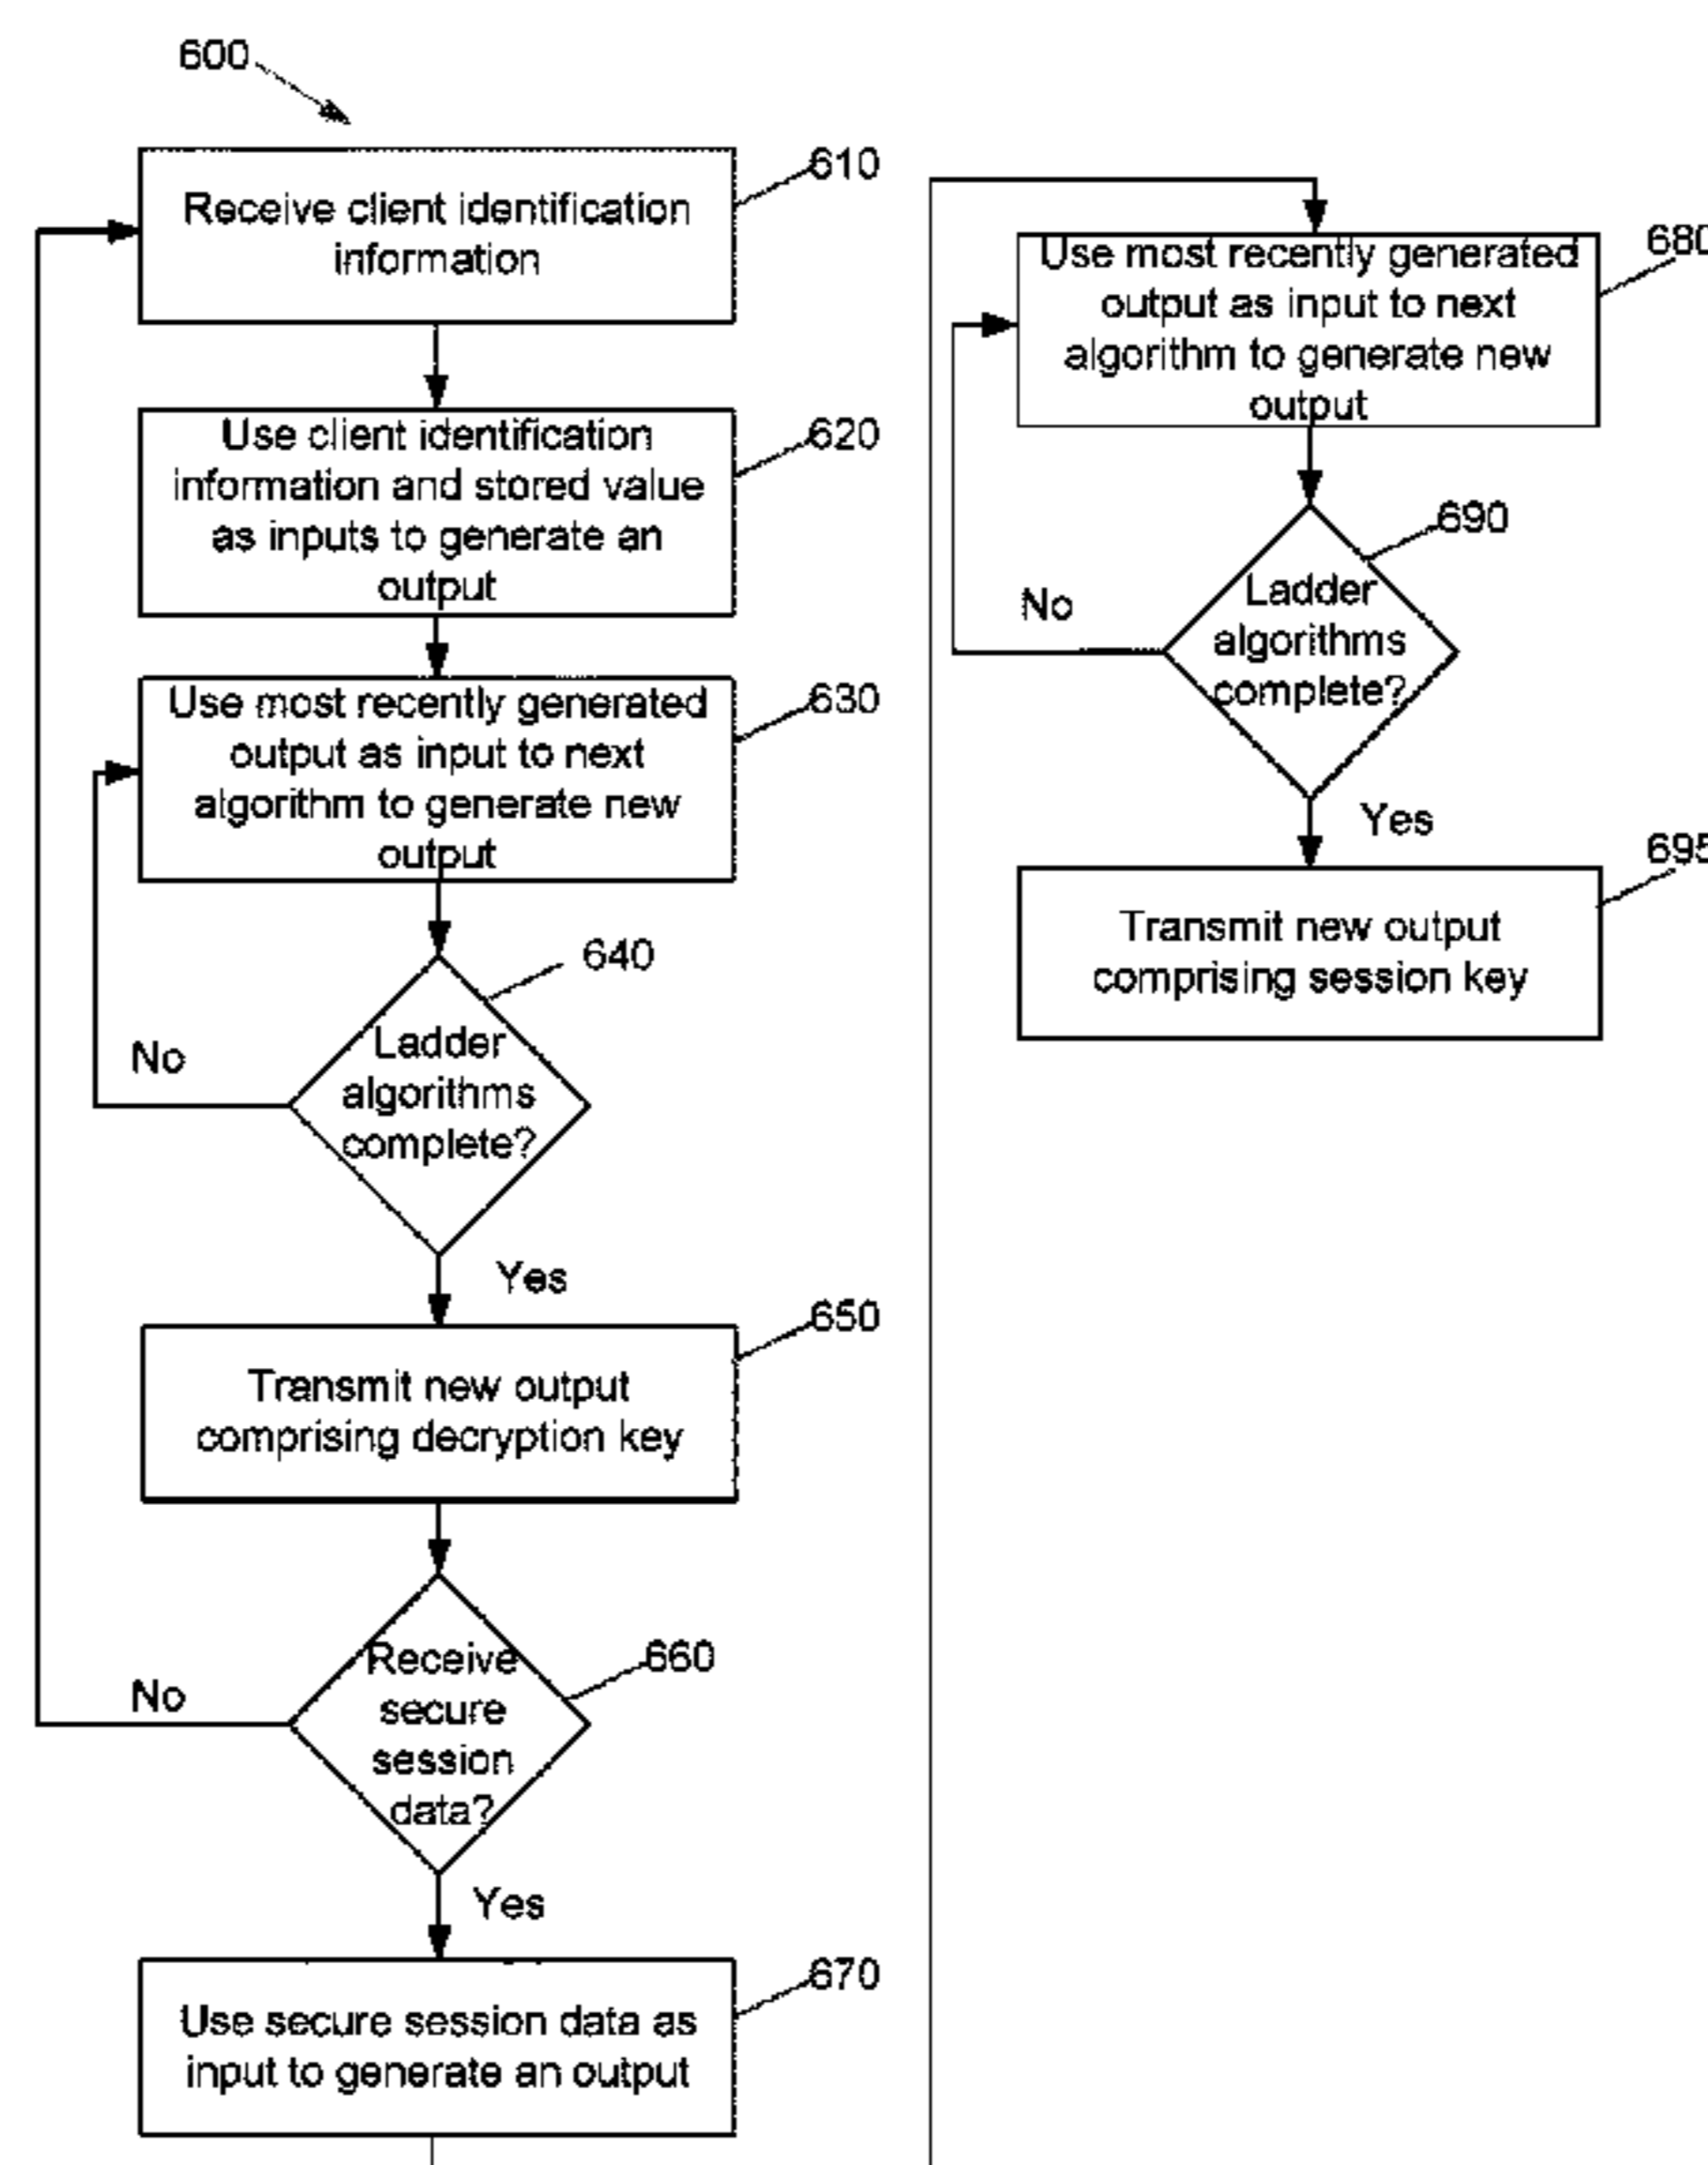 600
610
Receive client identification
information
620
Use client identification
information and stored value
as inputs to generate an
output
630
Use most recently generated
output as input to next
algorithm to generate new
output
640
Ladder
algorithms
complete?
No
Yes
650
Transmit new output
comprising decryption key
660
Receive
secure
session
data?
No
Yes
670
Use secure session data as
input to generate an output
680
Use most recently generated
output as input to next
algorithm to generate new
output
690
Ladder
algorithms
complete?
No
Yes
695
Transmit new output
comprising session key